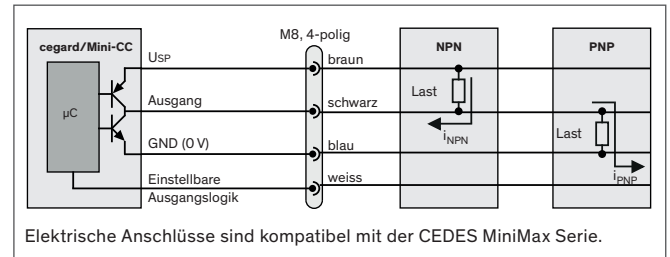 M8, 4-polig
cegard/Mini-CC
NPN
PNP
USP
braun
µC
Ausgang
schwarz
Last
iNPN
Last
GND (0 V)
blau
iPNP
Einstellbare
Ausgangslogik
weiss
Elektrische Anschlüsse sind kompatibel mit der CEDES MiniMax Serie.